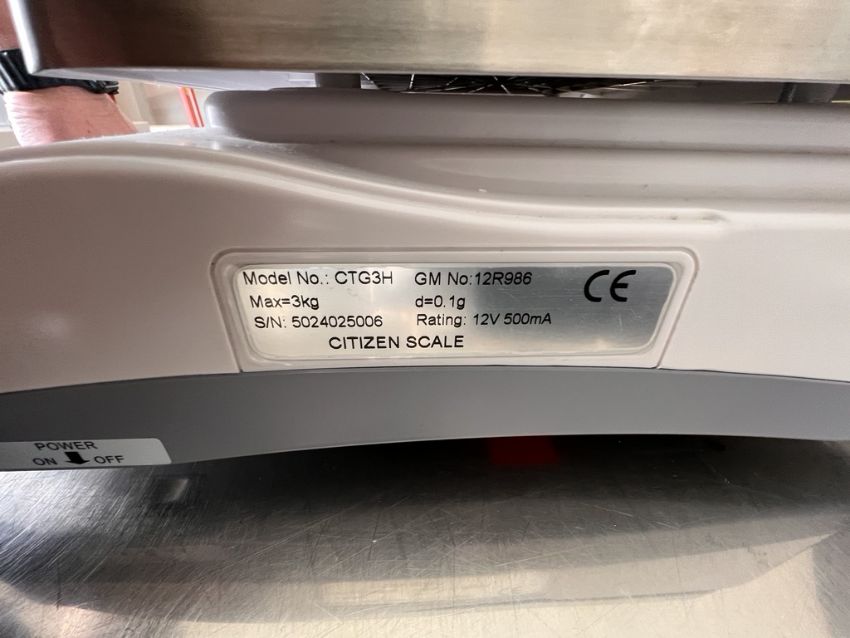 Model No.: CTG3H GM No:12R986 CE
Max=3kg d=0.1g
S/N: 5024025006 Rating: 12V 500mA
CITIZEN SCALE
POWER
ON OFF